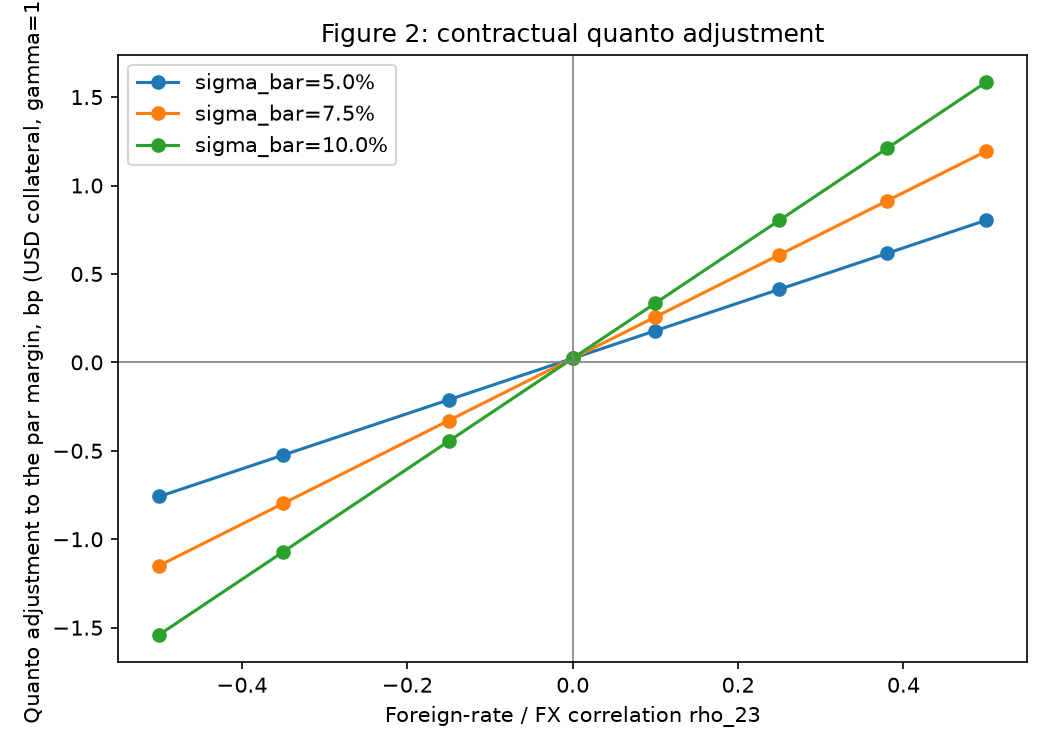 Figure 2: contractual quanto adjustment
Quanto adjustment to the par margin, bp (USD collateral, gamma=1
sigma_bar=5.0%
sigma_bar=7.5%
sigma_bar=10.0%
1.5
1.0
0.5
0.0
−0.5
−1.0
−1.5
−0.4
−0.2
0.0
0.2
0.4
Foreign-rate / FX correlation rho_23